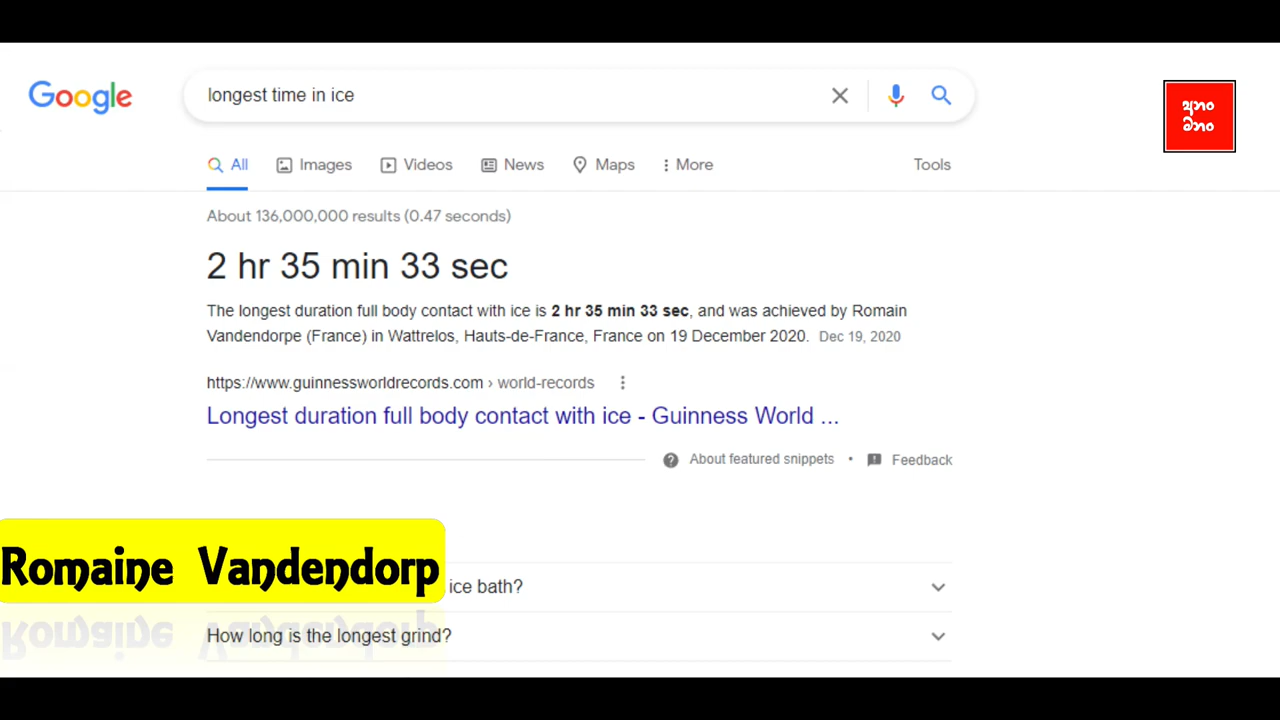 Google
longest time in ice
අනං
මනං
All
Images
Videos
News
Maps
More
Tools
About 136,000,000 results (0.47 seconds)
2 hr 35 min 33 sec
The longest duration full body contact with ice is 2 hr 35 min 33 sec, and was achieved by Romain
Vandendorpe (France) in Wattrelos, Hauts-de-France, France on 19 December 2020. Dec 19, 2020
https://www.guinnessworldrecords.com › world-records
Longest duration full body contact with ice - Guinness World ...
About featured snippets • Feedback
Romaine Vandendorp
ice bath?
How long is the longest grind?